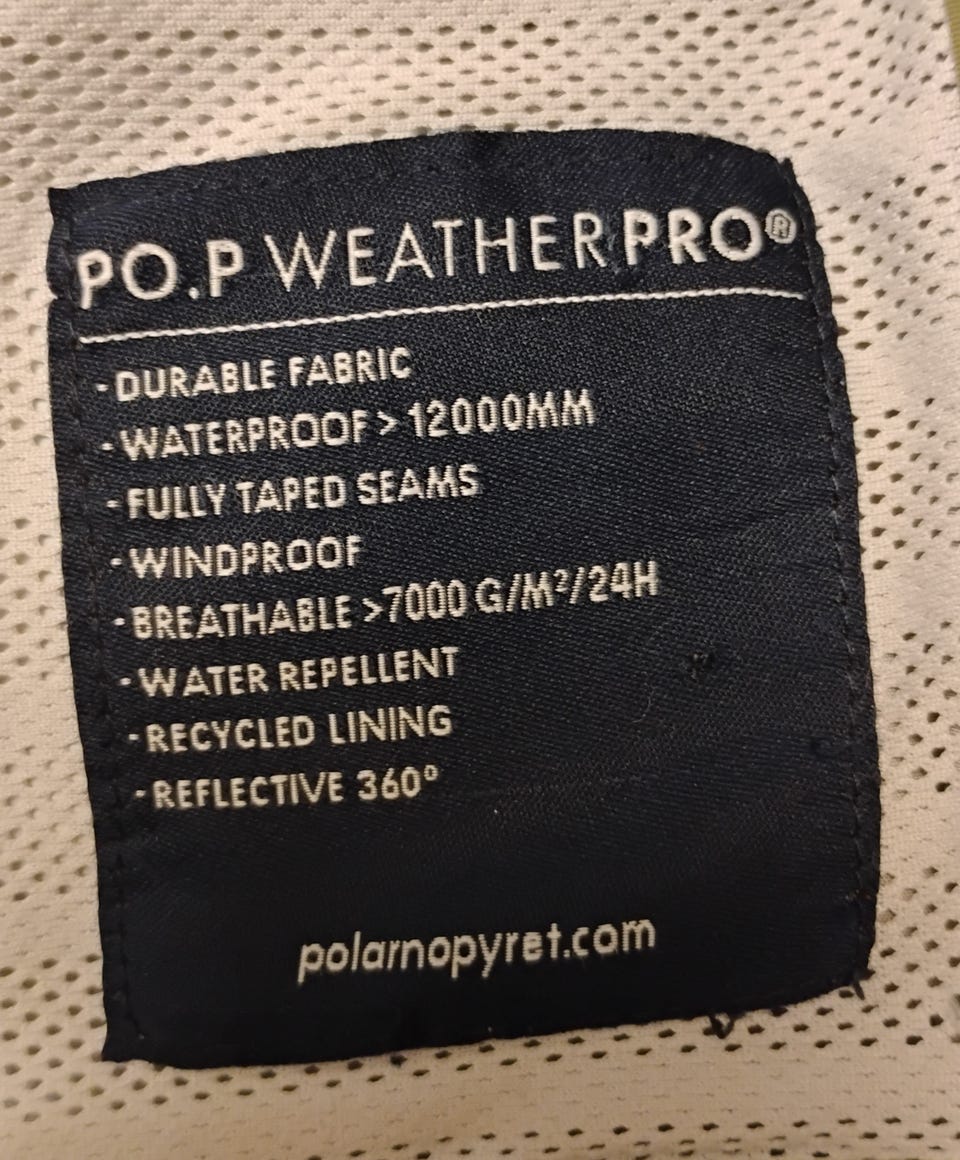 PO.P WEATHERPRO®
-DURABLE FABRIC
-WATERPROOF > 12000MM
-FULLY TAPED SEAMS
-WINDPROOF
-BREATHABLE >7000 G/M²/24H
-WATER REPELLENT
-RECYCLED LINING
-REFLECTIVE 360°
polarnopyret.com